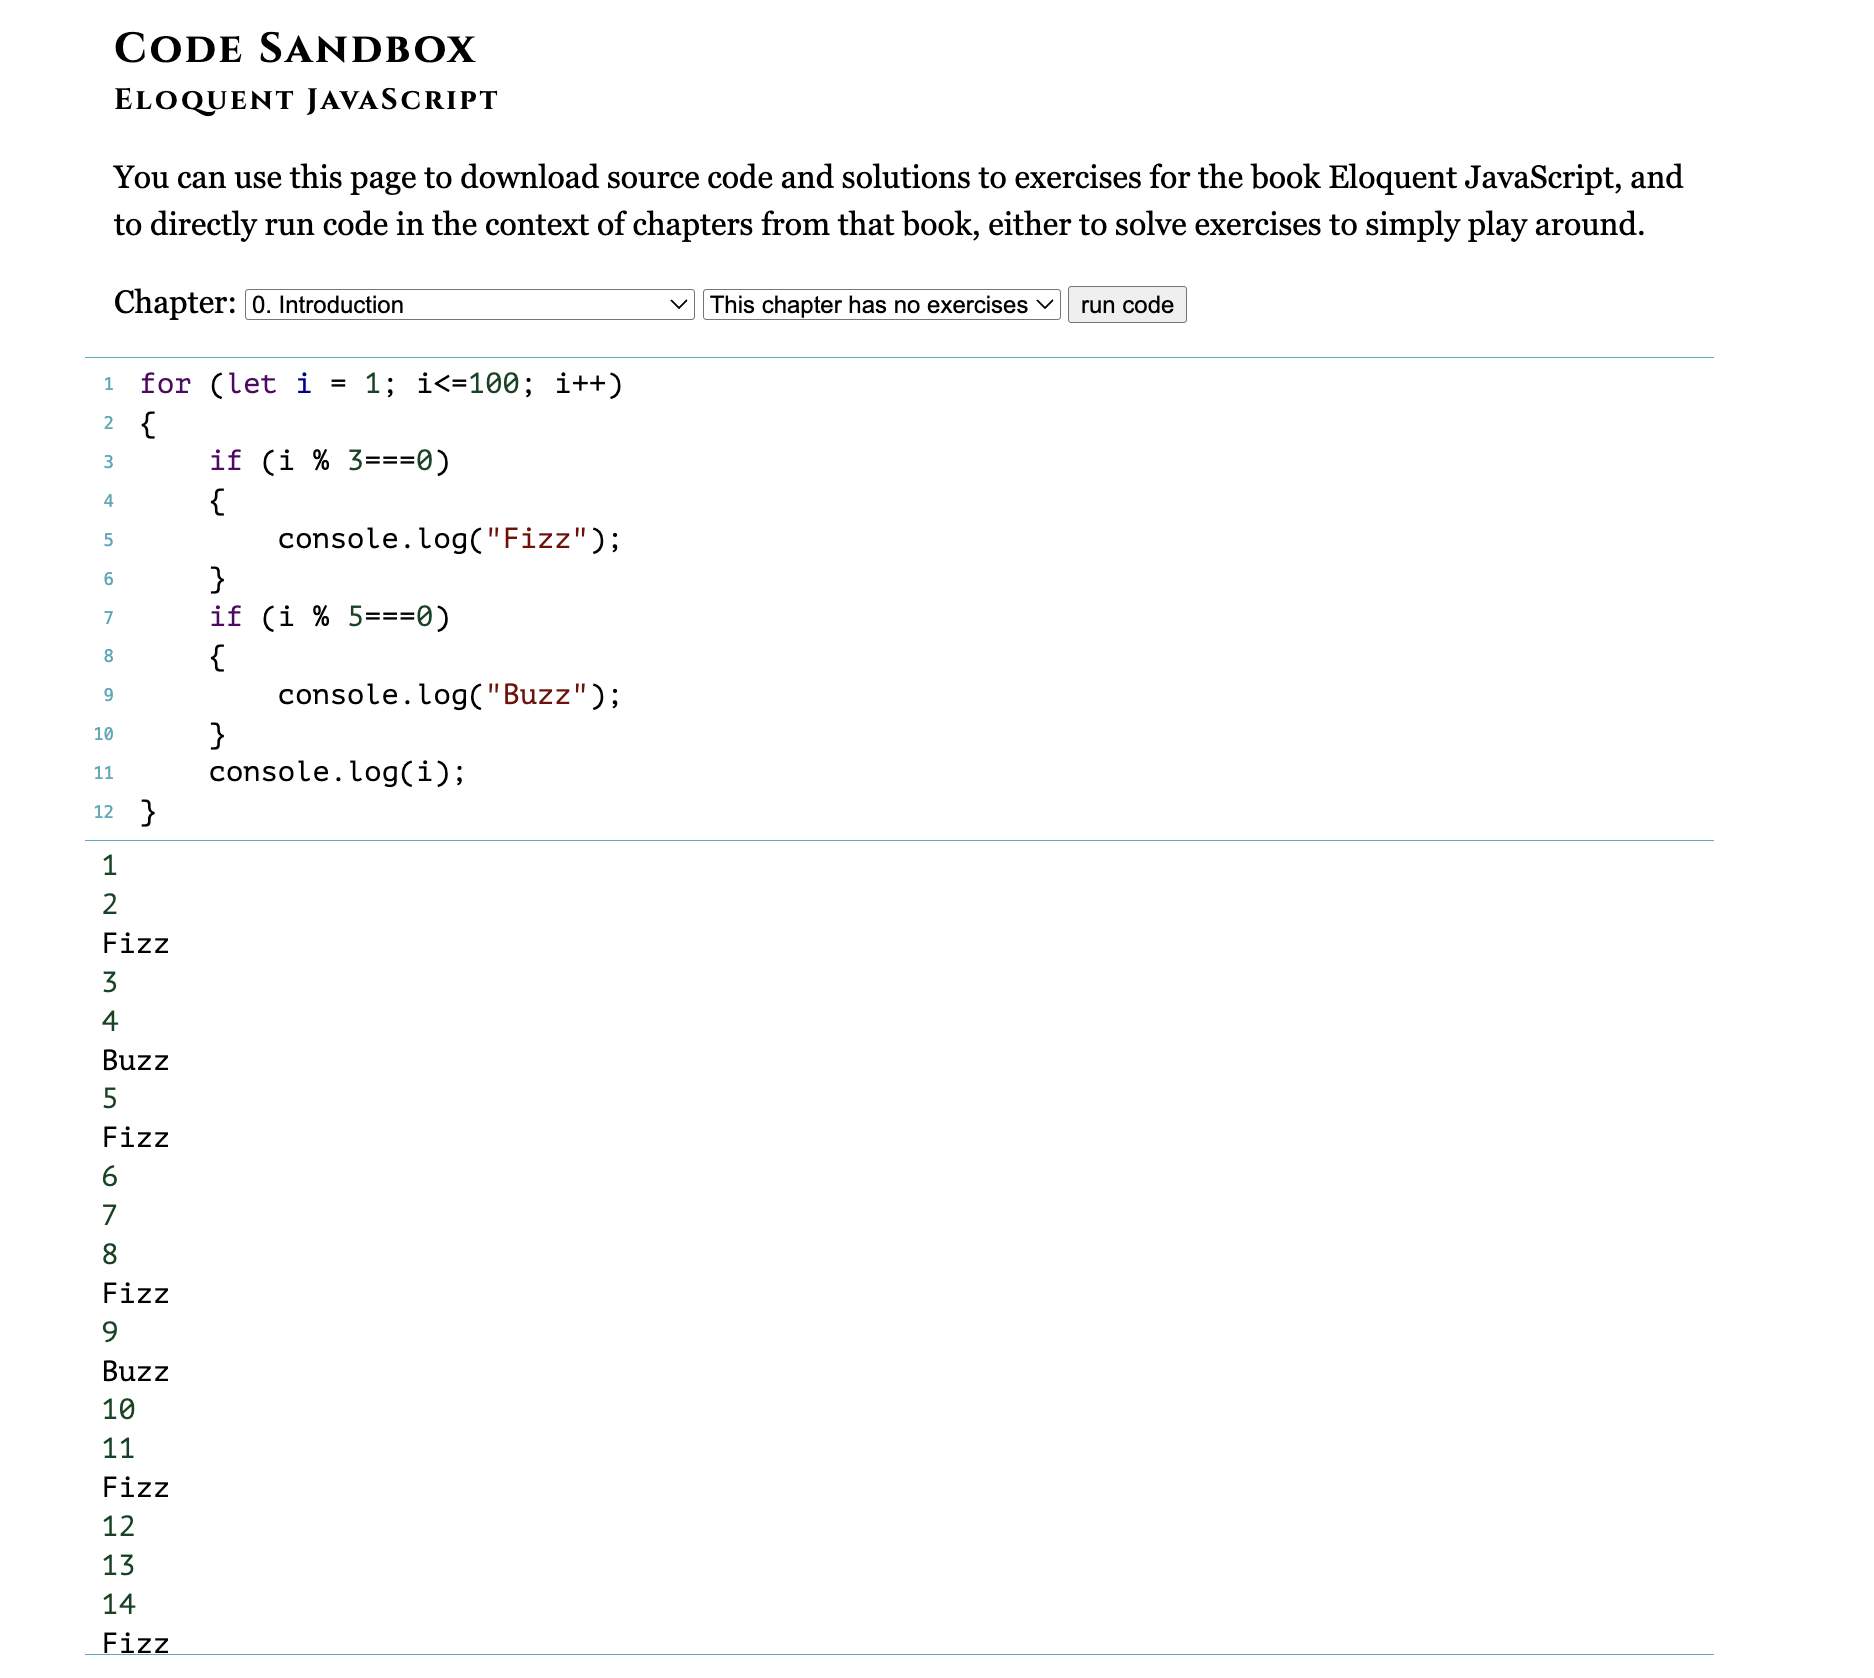 Code Sandbox
Eloquent JavaScript
You can use this page to download source code and solutions to exercises for the book Eloquent JavaScript, and
to directly run code in the context of chapters from that book, either to solve exercises to simply play around.
Chapter: 0. Introduction This chapter has no exercises run code
1 for (let i = 1; i<=100; i++)
2 {
3     if (i % 3===0)
4     {
5         console.log("Fizz");
6     }
7     if (i % 5===0)
8     {
9         console.log("Buzz");
10     }
11     console.log(i);
12 }
1
2
Fizz
3
4
Buzz
5
Fizz
6
7
8
Fizz
9
Buzz
10
11
Fizz
12
13
14
Fizz